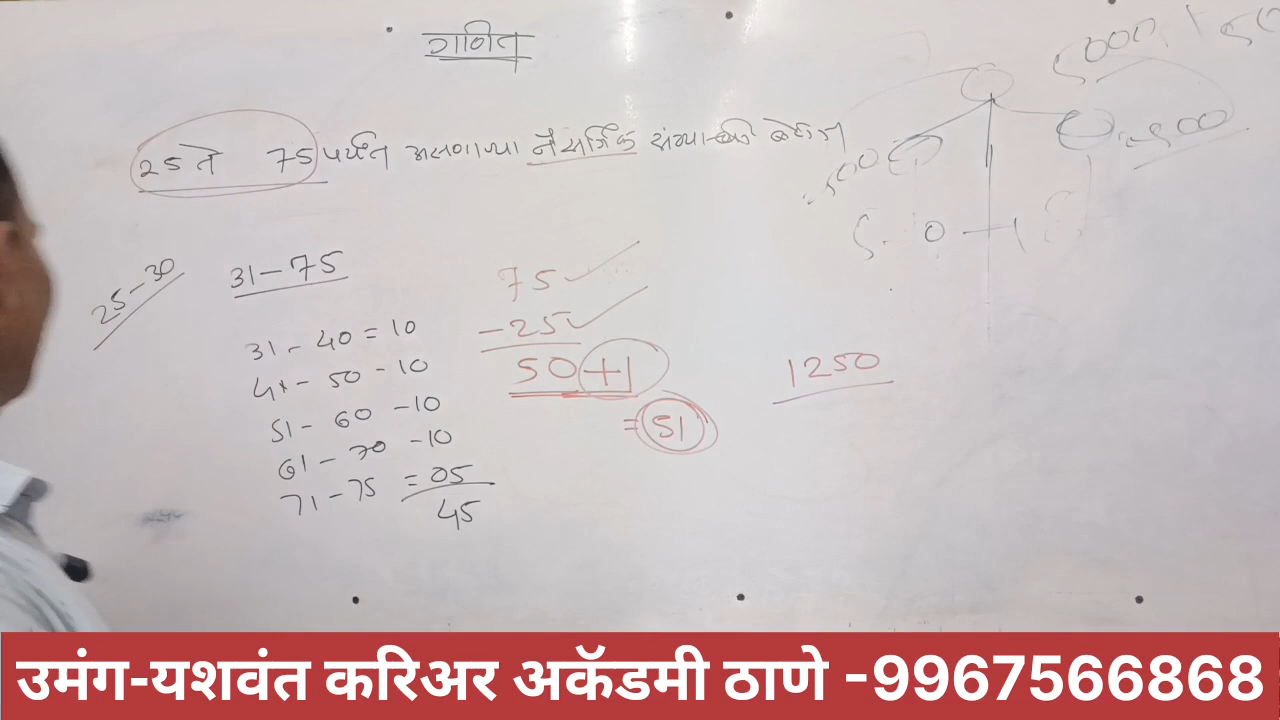 गणित
25 ते 75 पर्यंत असणाऱ्या नैसर्गिक संख्यांची बेरीज
25-30
31-75
31 - 40 = 10
41 - 50 - 10
51 - 60 - 10
61 - 70 - 10
71 - 75 = 05
45
75
-25
50+1
= 51
1250
उमंग-यशवंत करिअर अकॅडमी ठाणे -9967566868